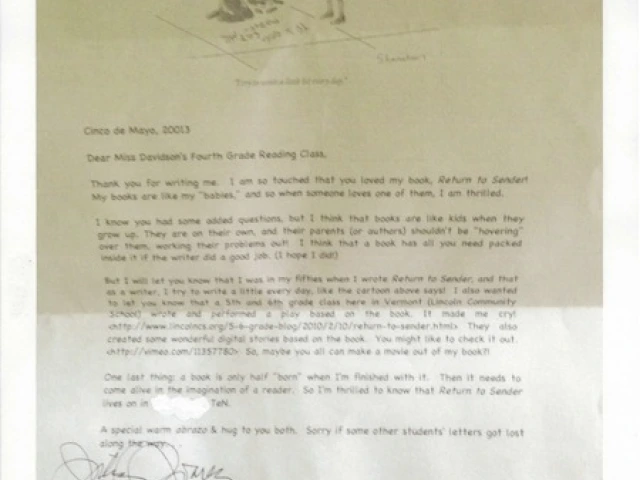 Cinco de Mayo, 20013
Dear Miss Davidson's Fourth Grade Reading Class,
Thank you for writing me. I am so touched that you loved my book, Return to Sender!
My books are like my "babies," and so when someone loves one of them, I am thrilled.
I know you had some added questions, but I think that books are like kids when they
grow up. They are on their own, and their parents (or authors) shouldn't be "hovering"
over them, working their problems out! I think that a book has all you need packed
inside it if the writer did a good job. (I hope I did!)
But I will let you know that I was in my fifties when I wrote Return to Sender, and that
as a writer, I try to write a little every day, like the cartoon above says! I also wanted
to let you know that a 5th and 6th grade class here in Vermont (Lincoln Community
School) wrote and performed a play based on the book. It made me cry!
<http://www.lincolncs.org/5-6-grade-blog/2010/2/10/return-to-sender.html> They also
created some wonderful digital stories based on the book. You might like to check it out.
<http://vimeo.com/11357780> So, maybe you all can make a movie out of my book!!
One last thing: a book is only half "born" when I'm finished with it. Then it needs to
come alive in the imagination of a reader. So I'm thrilled to know that Return to Sender
lives on in TeN.
A special warm abrazo & hug to you both. Sorry if some other students' letters got lost
along the way.